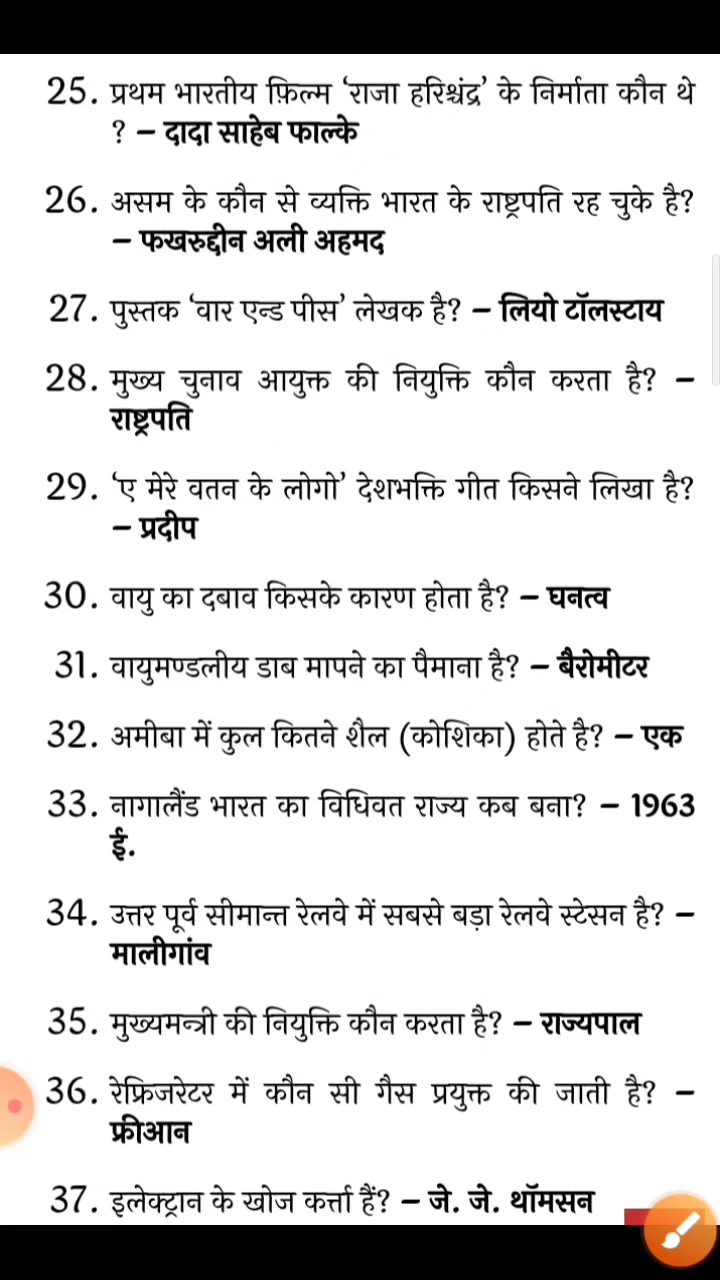 25. प्रथम भारतीय फ़िल्म ‘राजा हरिश्चंद्र’ के निर्माता कौन थे
? – दादा साहेब फाल्के
26. असम के कौन से व्यक्ति भारत के राष्ट्रपति रह चुके है?
– फखरुद्दीन अली अहमद
27. पुस्तक ‘वार एन्ड पीस’ लेखक है? – लियो टॉलस्टाय
28. मुख्य चुनाव आयुक्त की नियुक्ति कौन करता है? –
राष्ट्रपति
29. ‘ए मेरे वतन के लोगो’ देशभक्ति गीत किसने लिखा है?
– प्रदीप
30. वायु का दबाव किसके कारण होता है? – घनत्व
31. वायुमण्डलीय डाब मापने का पैमाना है? – बैरोमीटर
32. अमीबा में कुल कितने शैल (कोशिका) होते है? – एक
33. नागालैंड भारत का विधिवत राज्य कब बना? – 1963
ई.
34. उत्तर पूर्व सीमान्त रेलवे में सबसे बड़ा रेलवे स्टेसन है? –
मालीगांव
35. मुख्यमन्त्री की नियुक्ति कौन करता है? – राज्यपाल
36. रेफ्रिजरेटर में कौन सी गैस प्रयुक्त की जाती है? –
फ्रीआन
37. इलेक्ट्रान के खोज कर्त्ता हैं? – जे. जे. थॉमसन